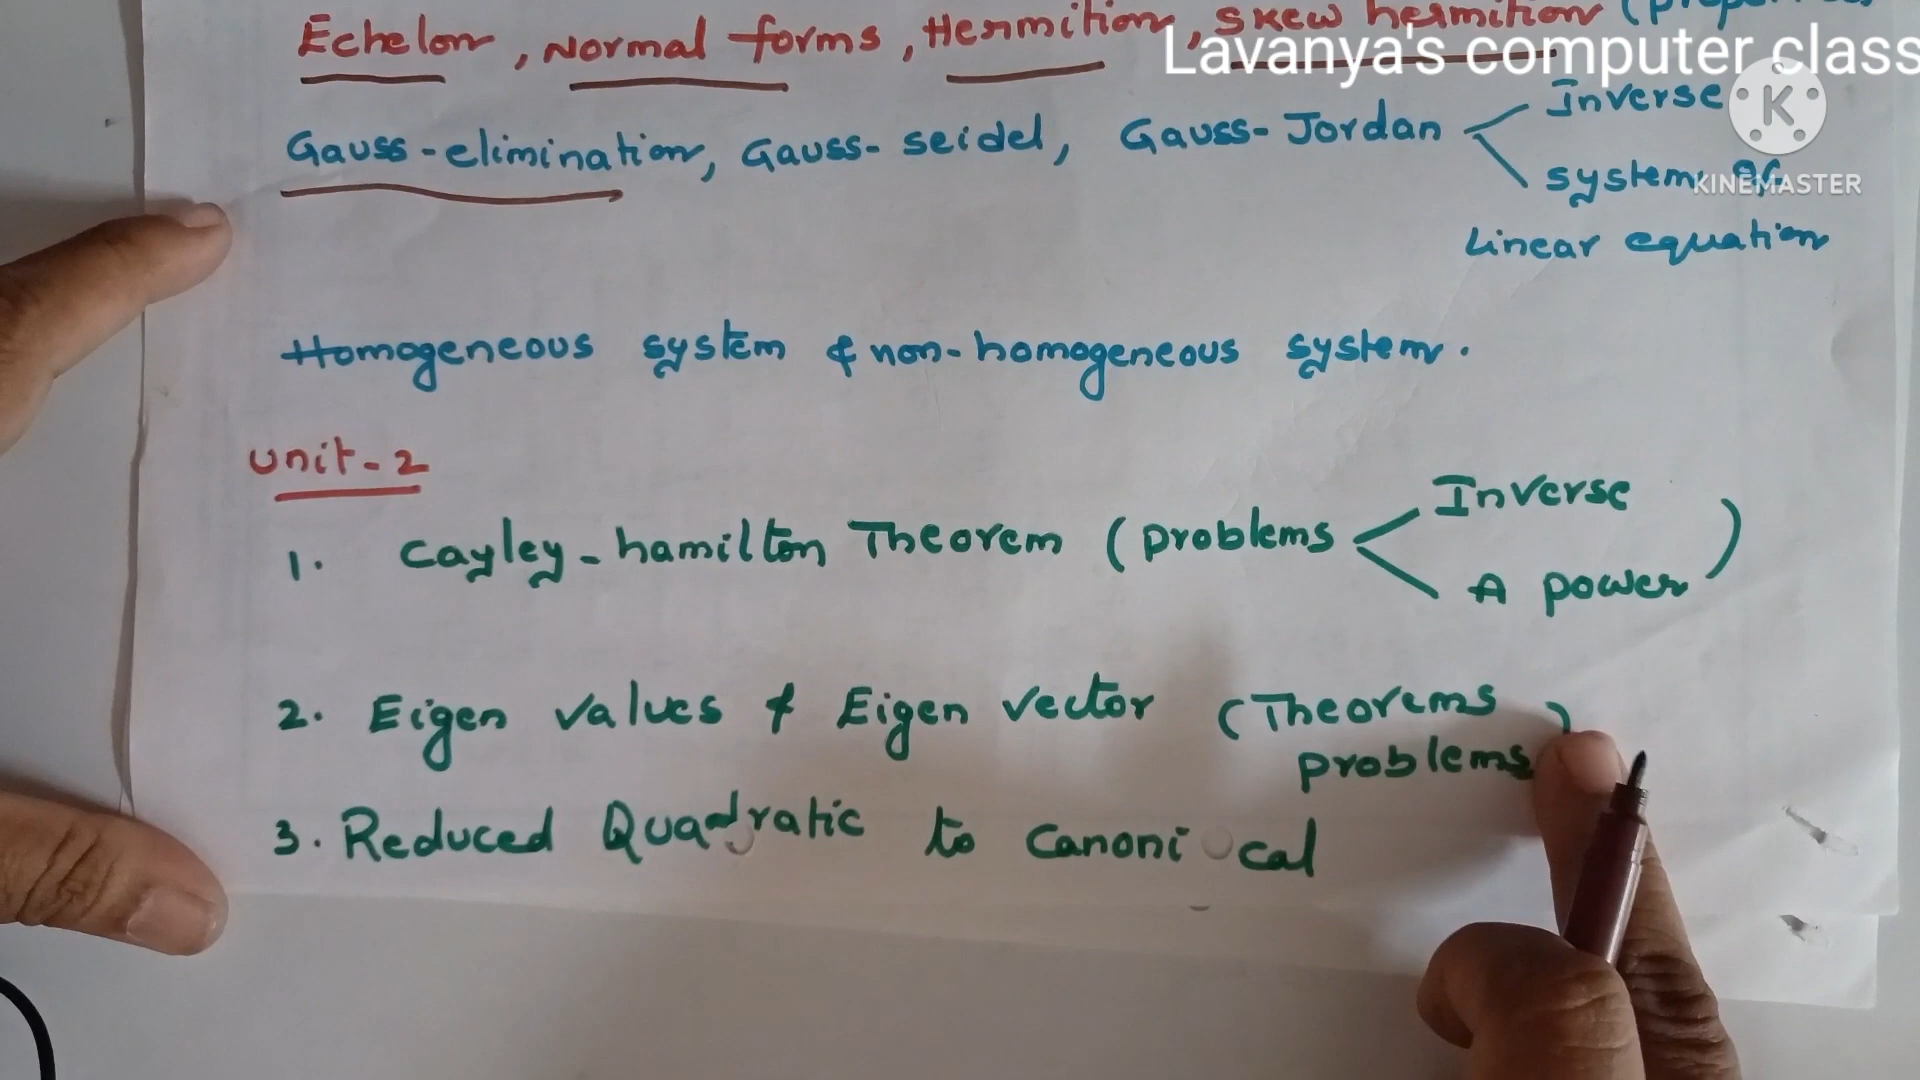 Echelon, Normal forms, Hermition, Skew hermition
Lavanya's computer class
Gauss-elimination, Gauss-seidel, Gauss-Jordan
Inverse
K
system of
KINEMASTER
Linear equation
Homogeneous system & non-homogeneous system.
Unit-2
1. Cayley-hamilton Theorem (problems
Inverse
A power)
2. Eigen values & Eigen vector (Theorems
problems)
3. Reduced Quadratic to Canonical